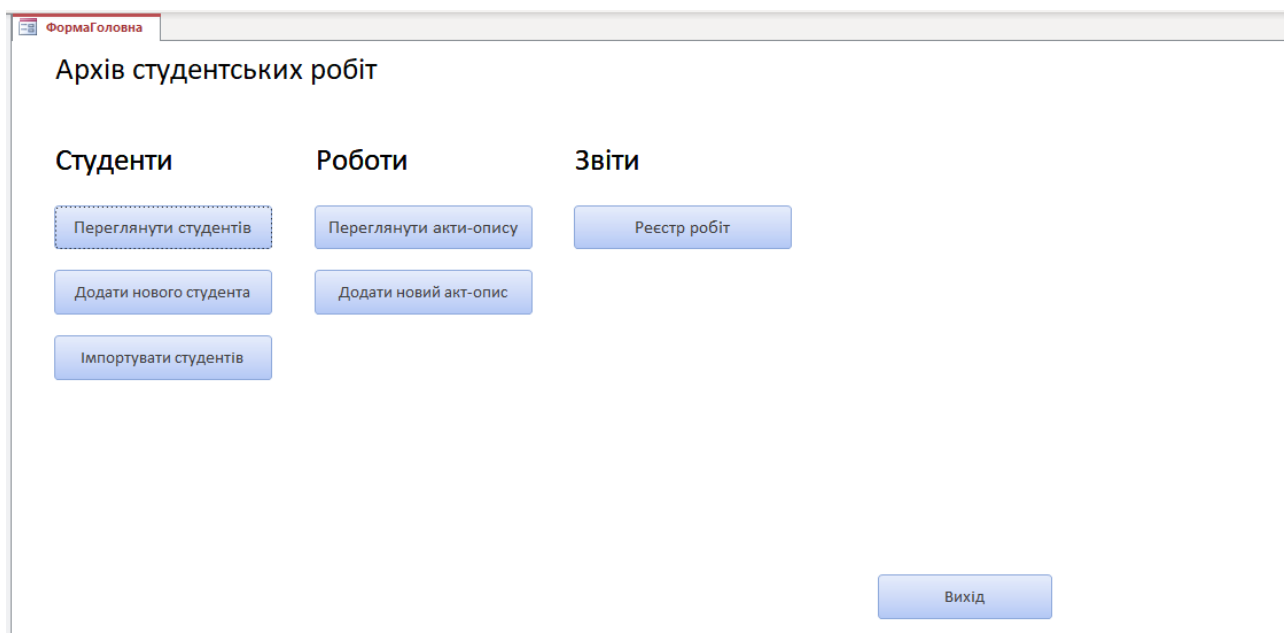 ФормаГоловна
Архів студентських робіт
Студенти
Роботи
Звіти
Переглянути студентів
Переглянути акти-опису
Реєстр робіт
Додати нового студента
Додати новий акт-опис
Імпортувати студентів
Вихід